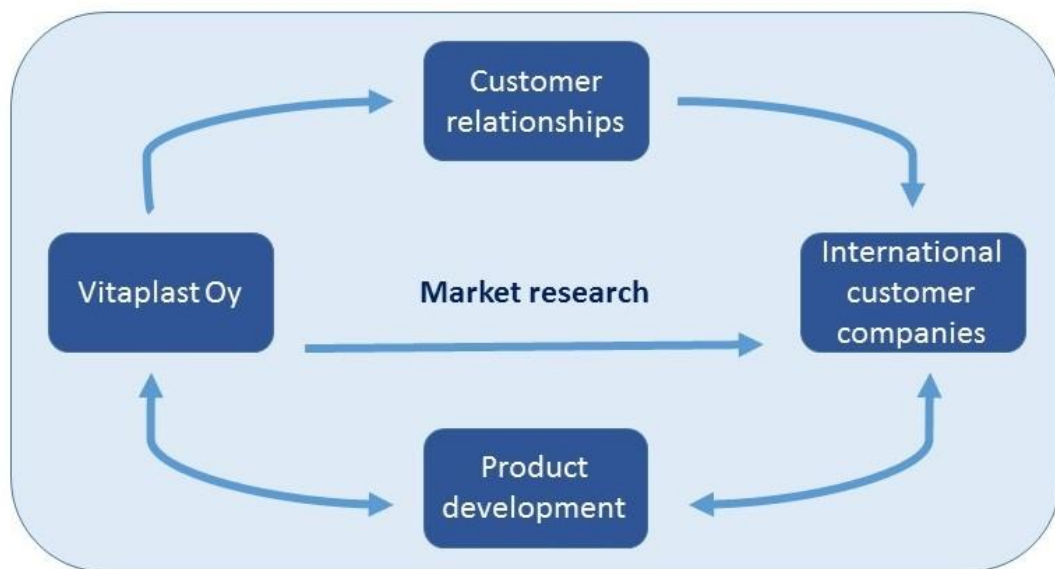 Customer
relationships
Vitaplast Oy
Market research
International
customer
companies
Product
development